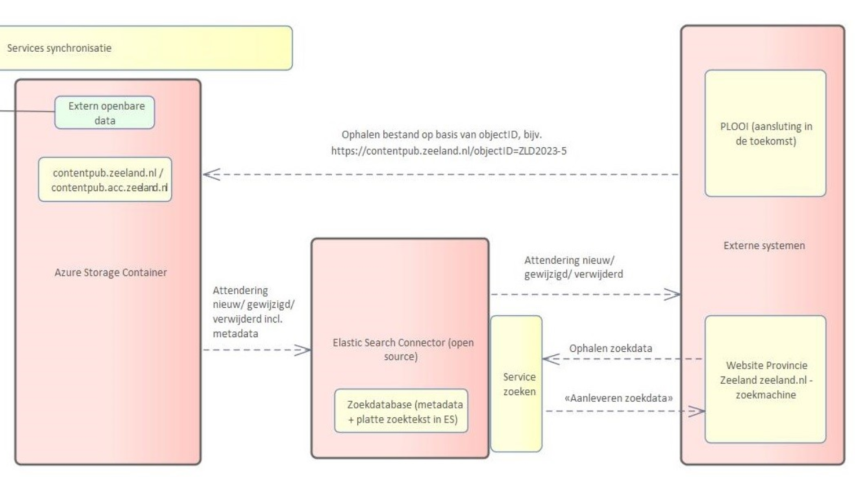 Services synchronisatie
Extern openbare
data
contentpub.zeeland.nl /
contentpub.acc.zeeland.nl
Azure Storage Container
Ophalen bestand op basis van objectID, bijv.
https://contentpub.zeeland.nl/objectID=ZLD2023-5
Attendering
nieuw/ gewijzigd/
verwijderd incl.
metadata
Elastic Search Connector (open
source)
Zoekdatabase (metadata
+ platte zoektekst in ES)
Service
zoeken
Attendering nieuw/
gewijzigd/ verwijderd
Ophalen zoekdata
«Aanleveren zoekdata»
PLOOI (aansluting in
de toekomst)
Externe systemen
Website Provincie
Zeeland zeeland.nl -
zoekmachine